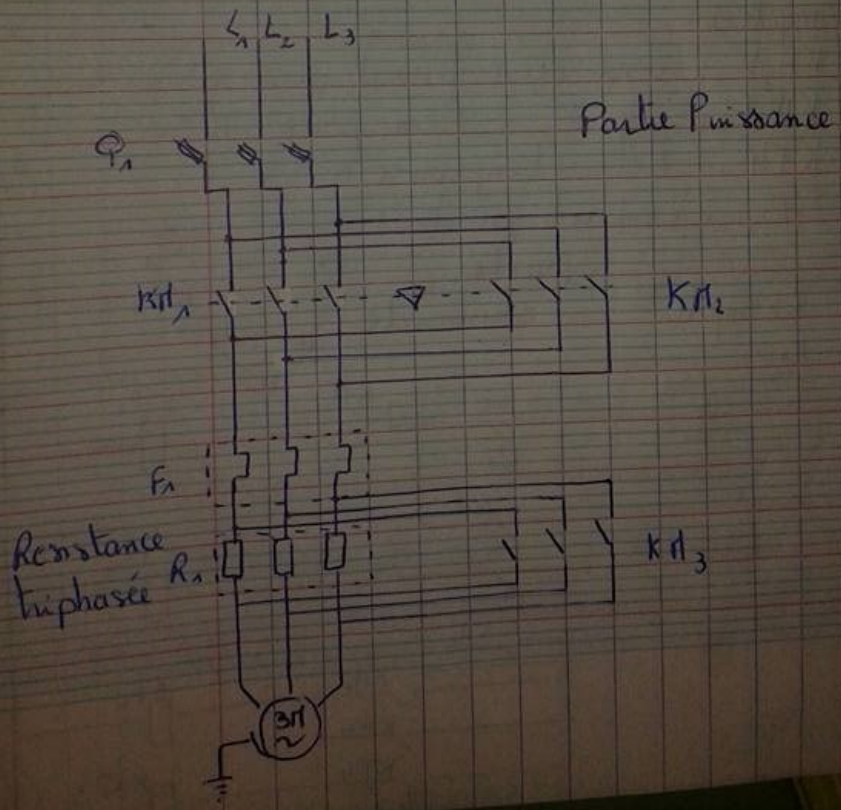 L₁ L₂ L₃
Partie Puissance
Q₁
KM₁
KM₂
F₁
Resistance
triphasée
R₁
KM₃
3M
~